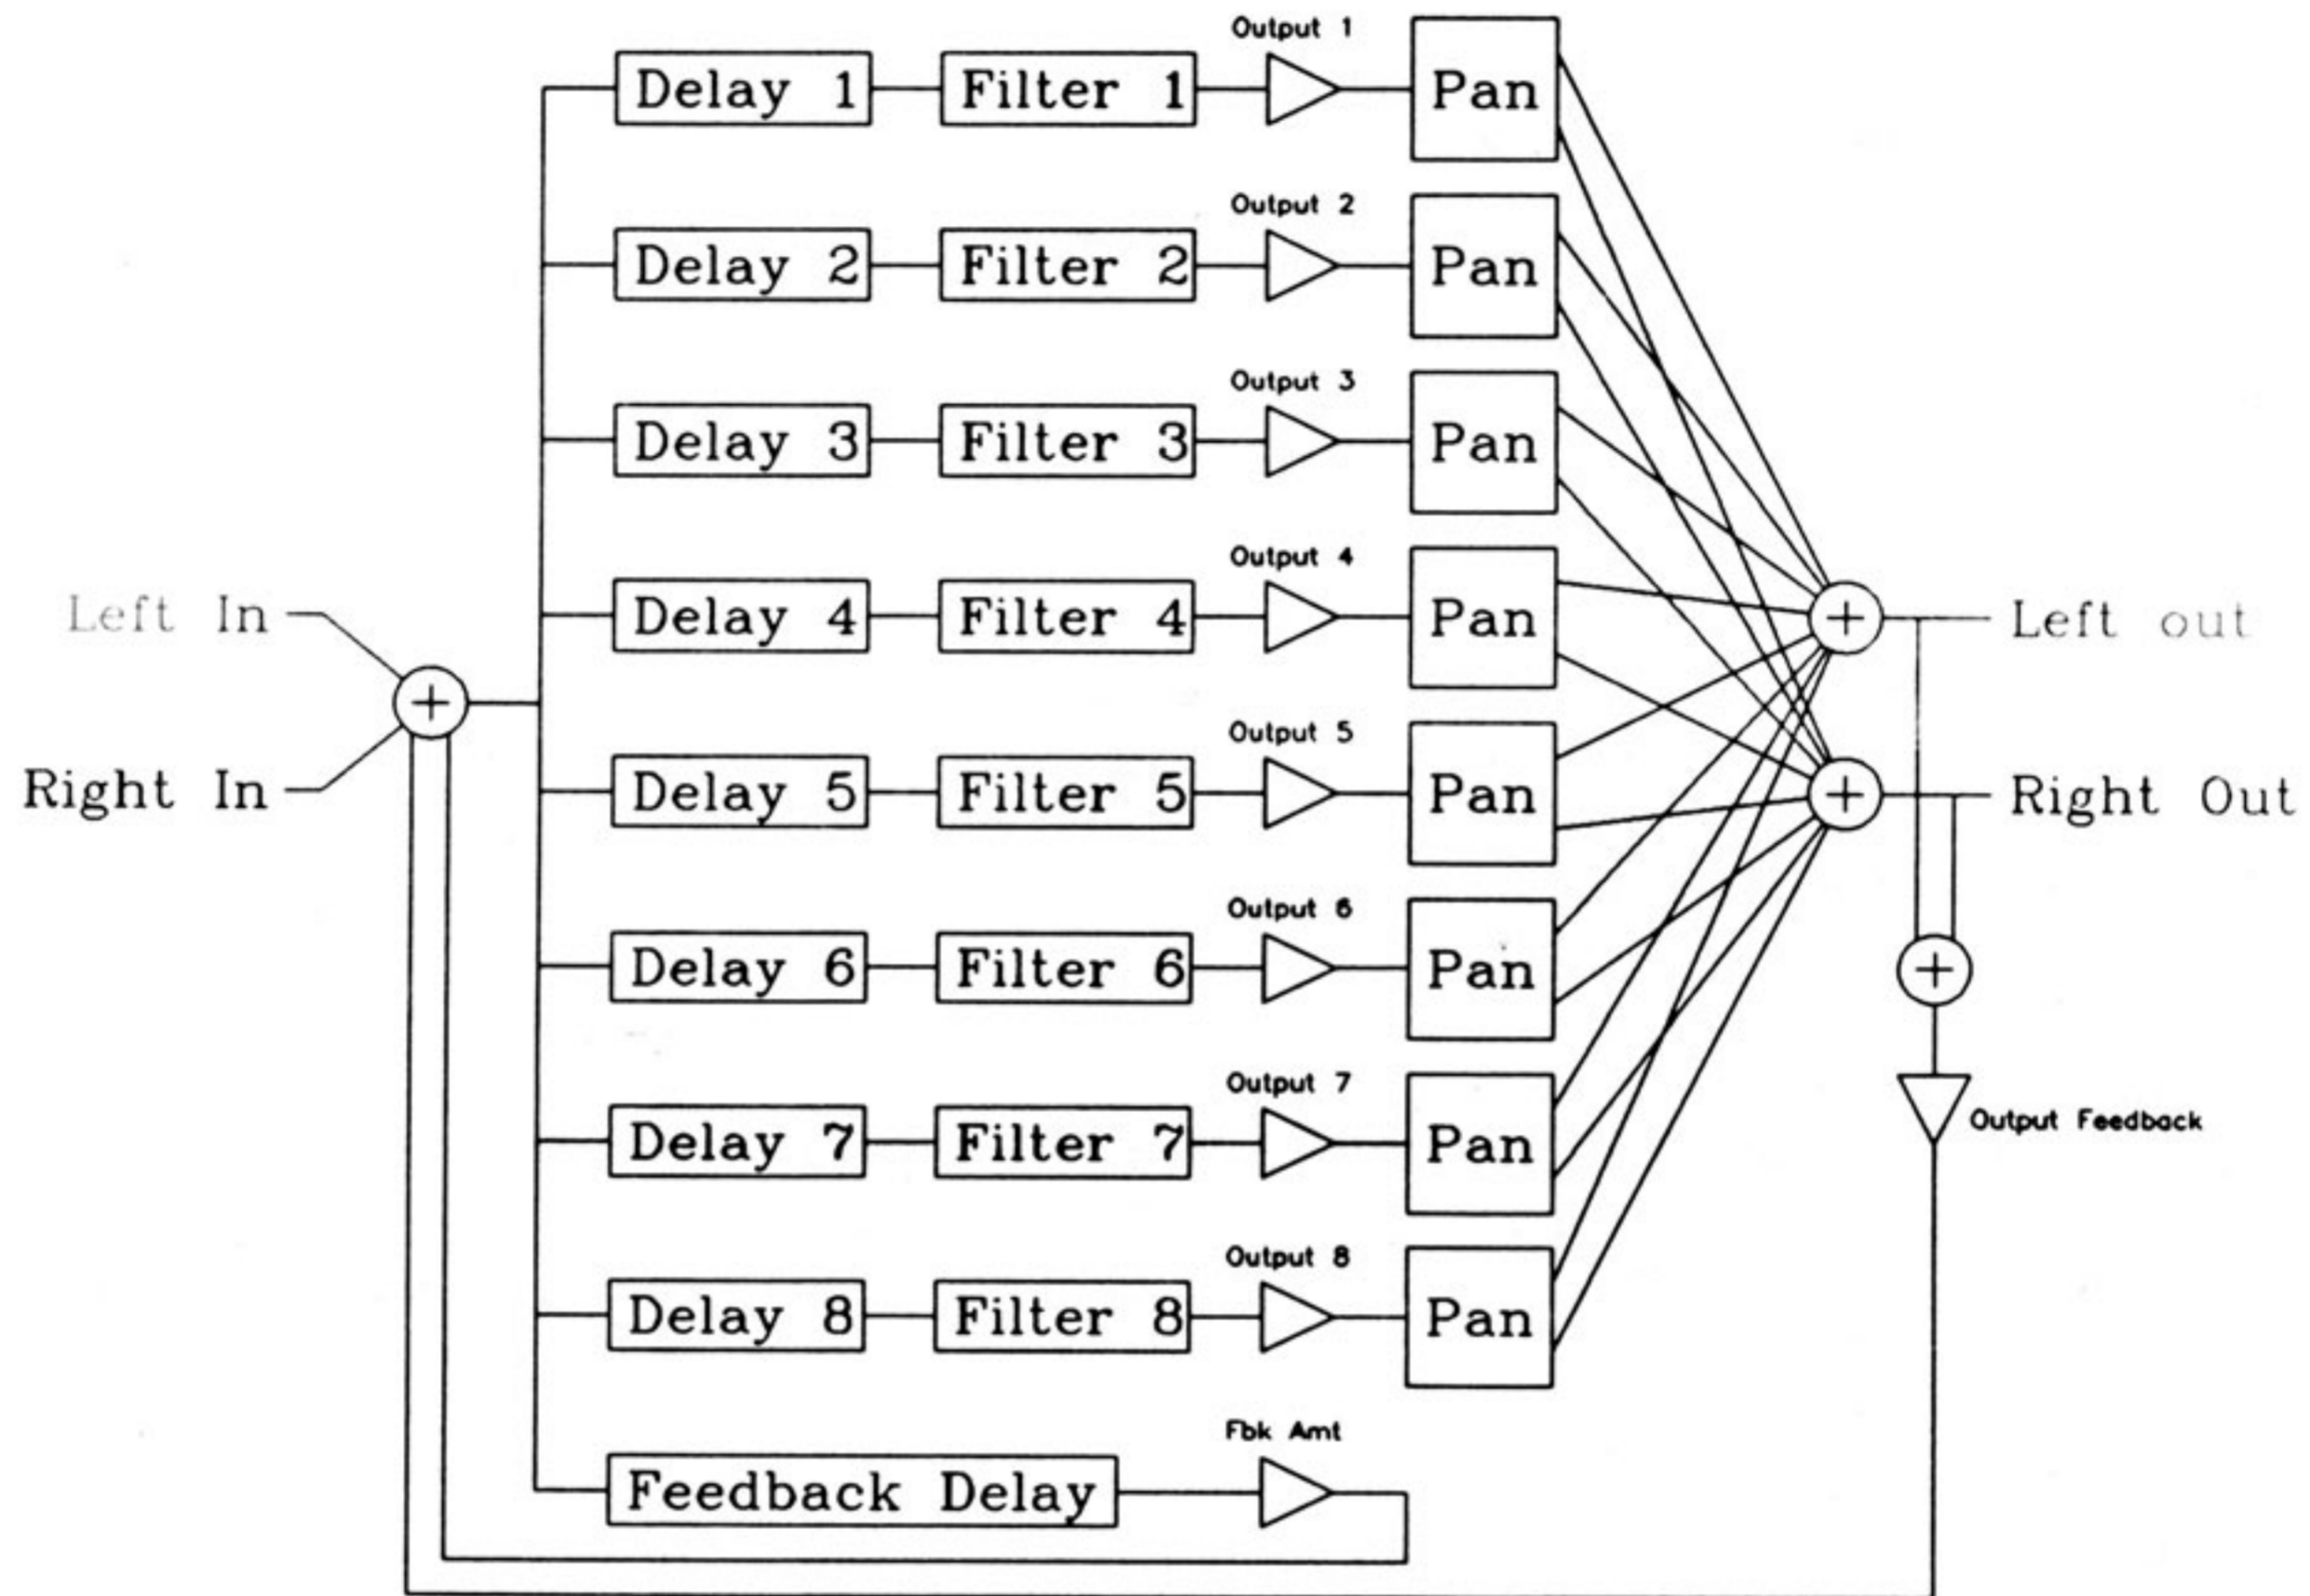 Output 1
Delay 1 Filter 1 Pan
Output 2
Delay 2 Filter 2 Pan
Output 3
Delay 3 Filter 3 Pan
Output 4
Left In Delay 4 Filter 4 Pan Left out
Output 5
Right In Delay 5 Filter 5 Pan Right Out
Output 6
Delay 6 Filter 6 Pan
Output 7
Delay 7 Filter 7 Pan
Output Feedback
Output 8
Delay 8 Filter 8 Pan
Fbk Amt
Feedback Delay